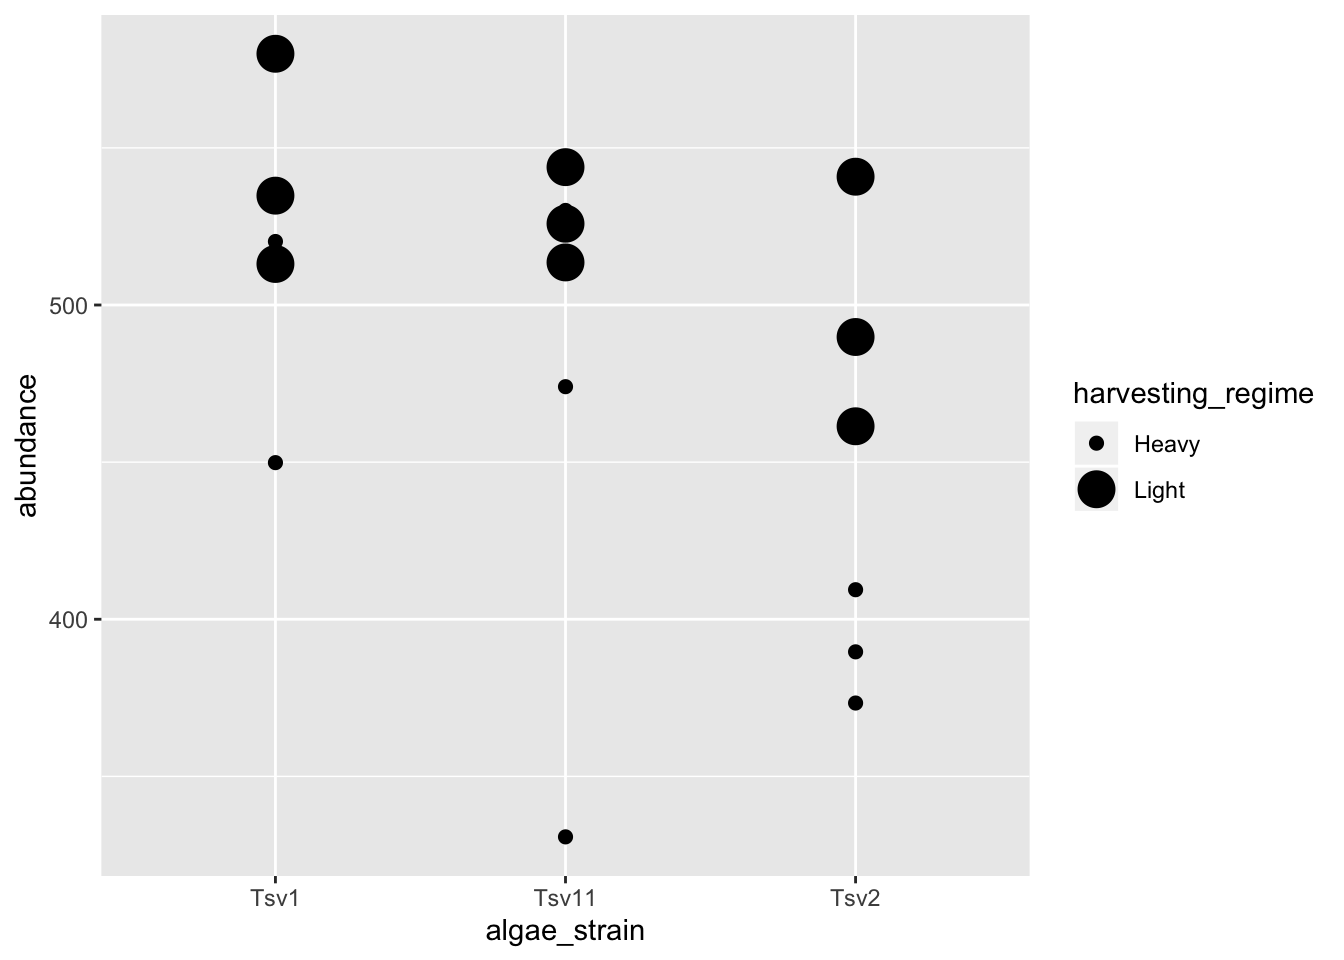 abundance
500
400
Tsv1
Tsv11
Tsv2
algae_strain
harvesting_regime
Heavy
Light